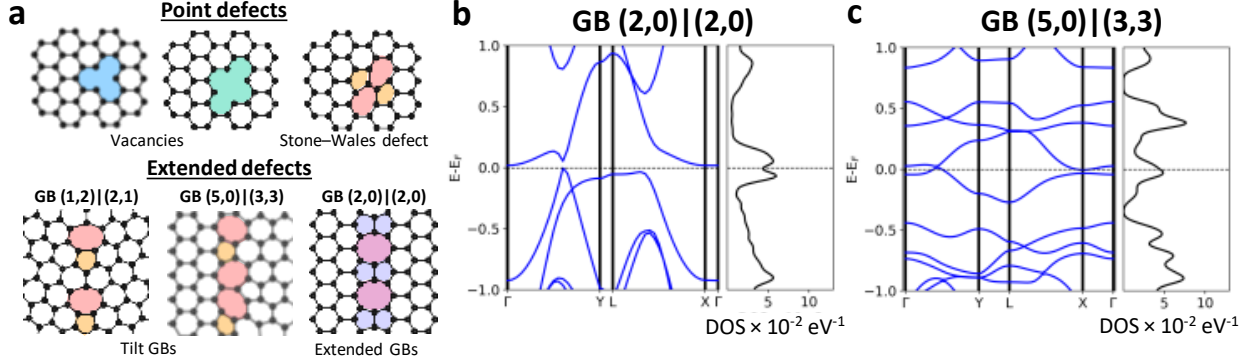 a
Point defects
Vacancies
Stone–Wales defect
Extended defects
GB (1,2)|(2,1)
GB (5,0)|(3,3)
GB (2,0)|(2,0)
Tilt GBs
Extended GBs
b
GB (2,0)|(2,0)
E-E_F
1.0
0.5
0.0
−0.5
−1.0
Γ
Y
L
X
Γ
5
10
DOS × 10⁻² eV⁻¹
c
GB (5,0)|(3,3)
E-E_F
1.0
0.5
0.0
−0.5
−1.0
Γ
Y
L
X
Γ
5
10
DOS × 10⁻² eV⁻¹